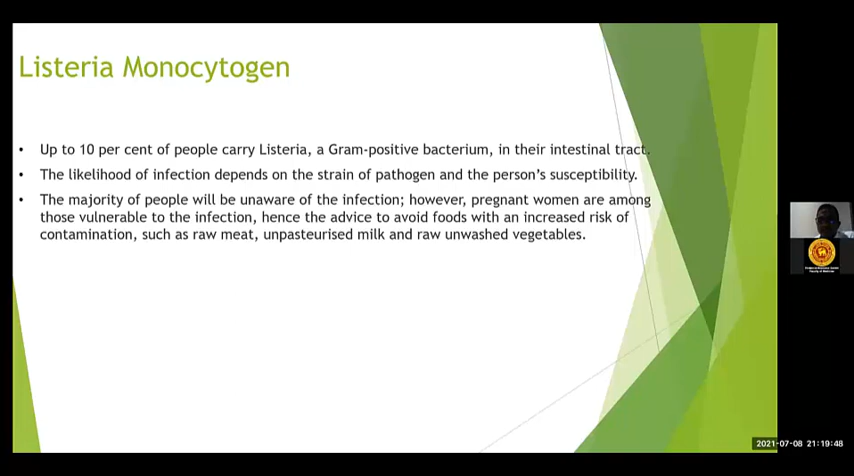 Listeria Monocytogen
• Up to 10 per cent of people carry Listeria, a Gram-positive bacterium, in their intestinal tract.
• The likelihood of infection depends on the strain of pathogen and the person's susceptibility.
• The majority of people will be unaware of the infection; however, pregnant women are among
those vulnerable to the infection, hence the advice to avoid foods with an increased risk of
contamination, such as raw meat, unpasteurised milk and raw unwashed vegetables.
2021-07-08 21:19:48